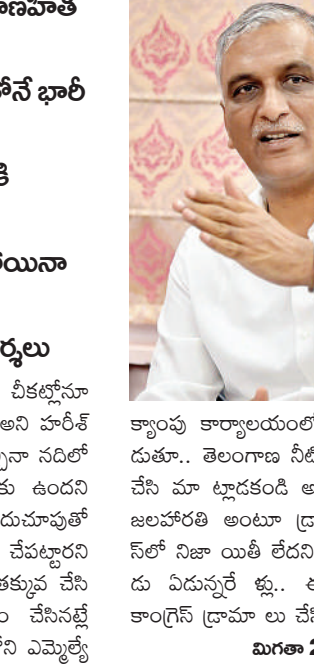 ోనే భారీ
కి
యినా
ర్శలు
చీకట్లోనూ
అని హరీశ్
నా నదిలో
కు ఉందని
దుచూపుతో
చేపట్టారని
తక్కువ చేసి
ం చేసినట్లే
ని ఎమ్మెల్యే
క్యాంపు కార్యాలయంలో
డుతూ.. తెలంగాణ నీటి
చేసి మా ట్లాడకండి అ
జలహారతి అంటూ డ్రా
స్‌లో నిజా యితీ లేదని
డు ఏడున్నరే ళ్లు.. ఈ
కాంగ్రెస్ డ్రామా లు చేస
మిగతా 2